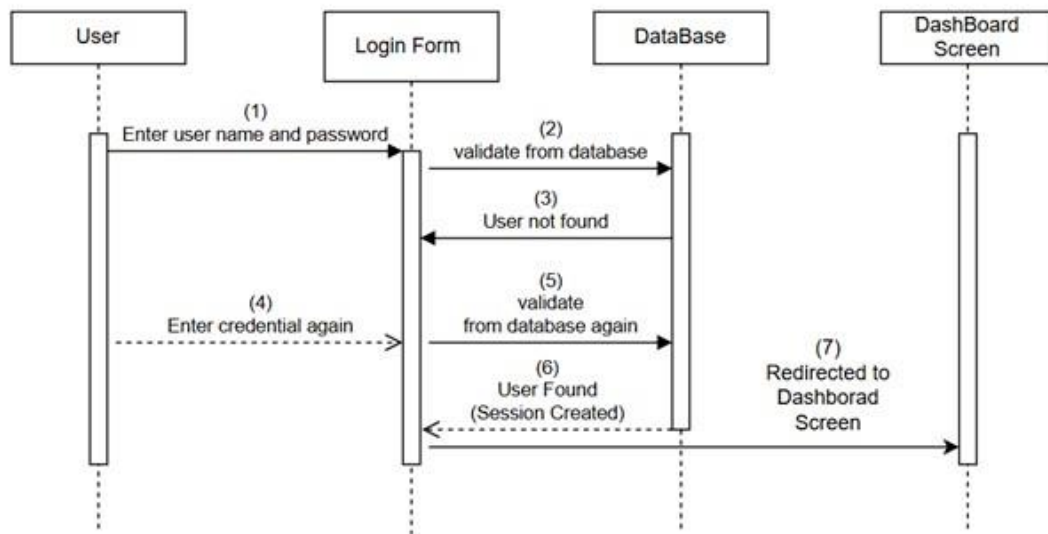 User
Login Form
DataBase
DashBoard
Screen
(1)
Enter user name and password
(2)
validate from database
(3)
User not found
(4)
Enter credential again
(5)
validate
from database again
(6)
User Found
(Session Created)
(7)
Redirected to
Dashborad
Screen